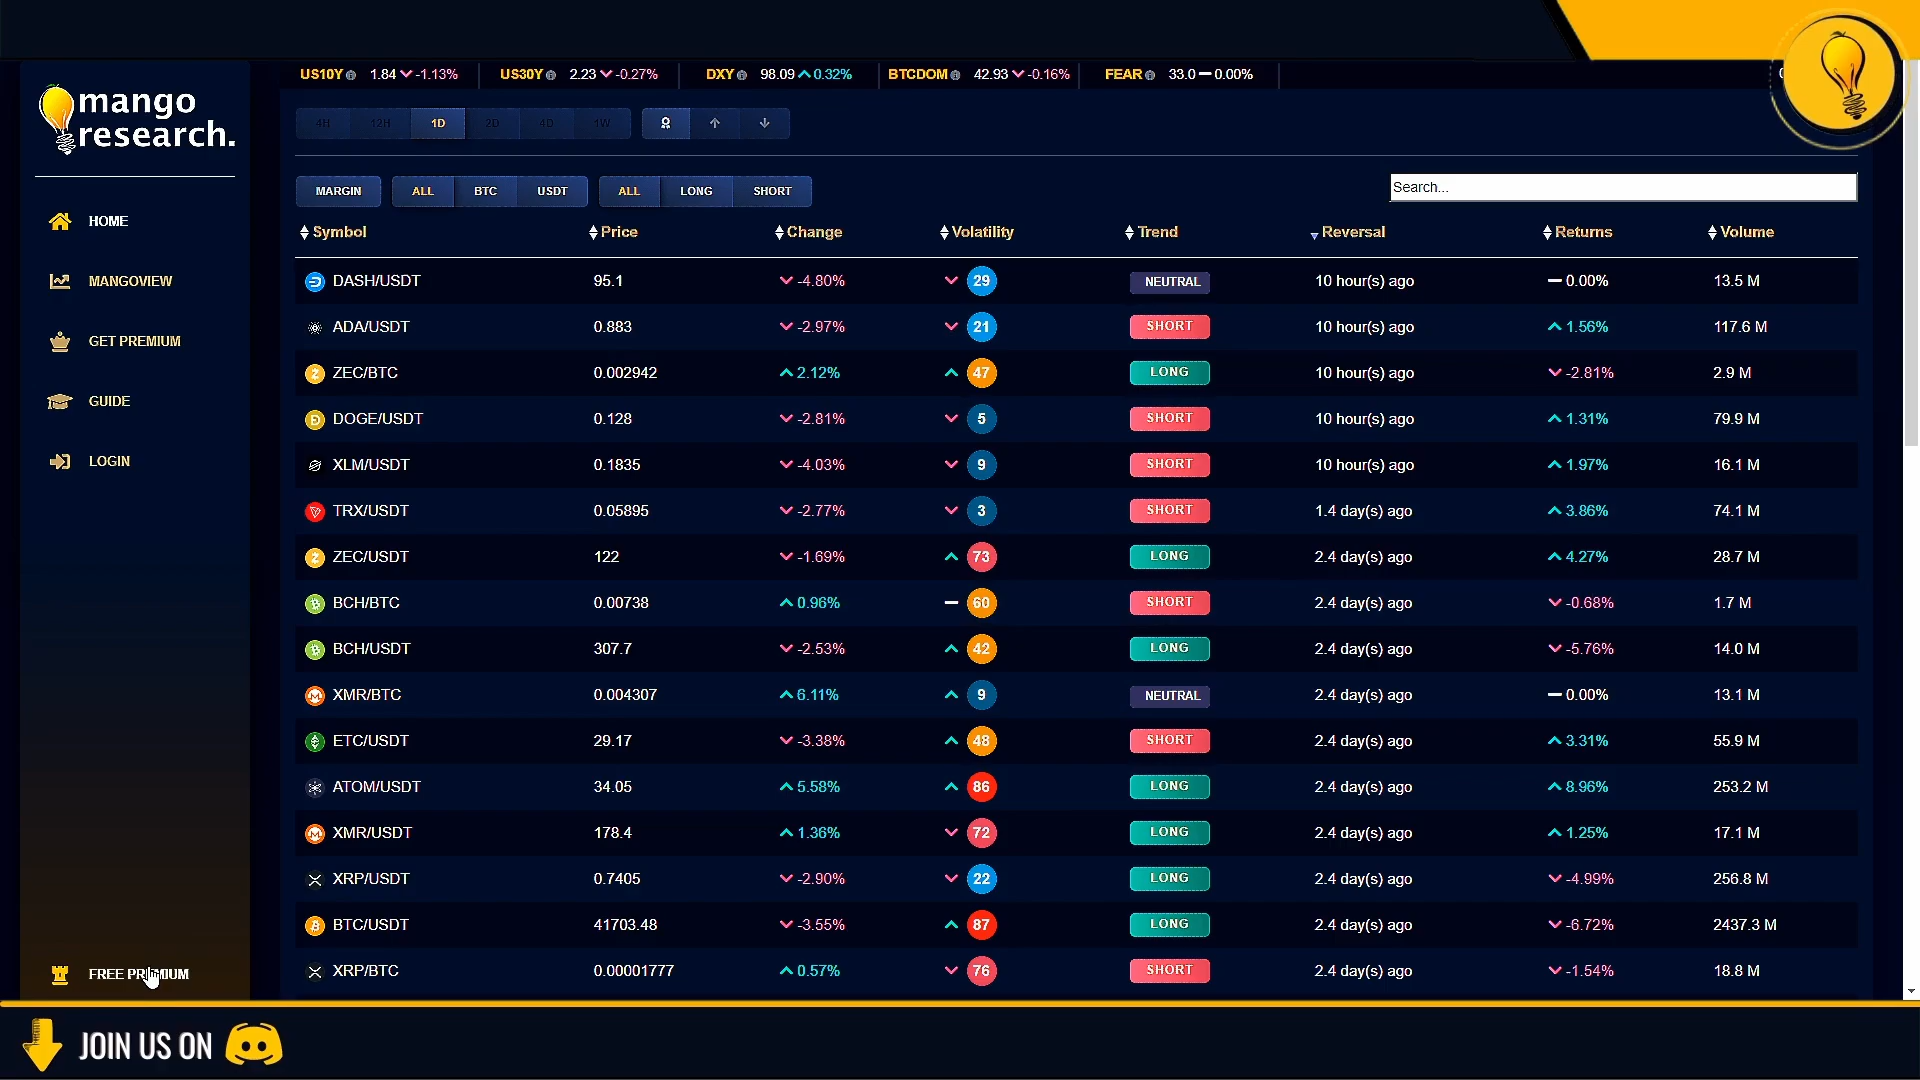 US10Y 1.84 -1.13% US30Y 2.23 -0.27% DXY 98.09 0.32% BTCDOM 42.93 -0.16% FEAR 33.0 0.00%
mango
research.
4H 12H 1D 2D 4D 1W
MARGIN ALL BTC USDT ALL LONG SHORT Search...
HOME
MANGOVIEW
GET PREMIUM
GUIDE
LOGIN
FREE PREMIUM
Symbol Price Change Volatility Trend Reversal Returns Volume
DASH/USDT 95.1 -4.80% 29 NEUTRAL 10 hour(s) ago 0.00% 13.5 M
ADA/USDT 0.883 -2.97% 21 SHORT 10 hour(s) ago 1.56% 117.6 M
ZEC/BTC 0.002942 2.12% 47 LONG 10 hour(s) ago -2.81% 2.9 M
DOGE/USDT 0.128 -2.81% 5 SHORT 10 hour(s) ago 1.31% 79.9 M
XLM/USDT 0.1835 -4.03% 9 SHORT 10 hour(s) ago 1.97% 16.1 M
TRX/USDT 0.05895 -2.77% 3 SHORT 1.4 day(s) ago 3.86% 74.1 M
ZEC/USDT 122 -1.69% 73 LONG 2.4 day(s) ago 4.27% 28.7 M
BCH/BTC 0.00738 0.96% 60 SHORT 2.4 day(s) ago -0.68% 1.7 M
BCH/USDT 307.7 -2.53% 42 LONG 2.4 day(s) ago -5.76% 14.0 M
XMR/BTC 0.004307 6.11% 9 NEUTRAL 2.4 day(s) ago 0.00% 13.1 M
ETC/USDT 29.17 -3.38% 48 SHORT 2.4 day(s) ago 3.31% 55.9 M
ATOM/USDT 34.05 5.58% 86 LONG 2.4 day(s) ago 8.96% 253.2 M
XMR/USDT 178.4 1.36% 72 LONG 2.4 day(s) ago 1.25% 17.1 M
XRP/USDT 0.7405 -2.90% 22 LONG 2.4 day(s) ago -4.99% 256.8 M
BTC/USDT 41703.48 -3.55% 87 LONG 2.4 day(s) ago -6.72% 2437.3 M
XRP/BTC 0.00001777 0.57% 76 SHORT 2.4 day(s) ago -1.54% 18.8 M
JOIN US ON